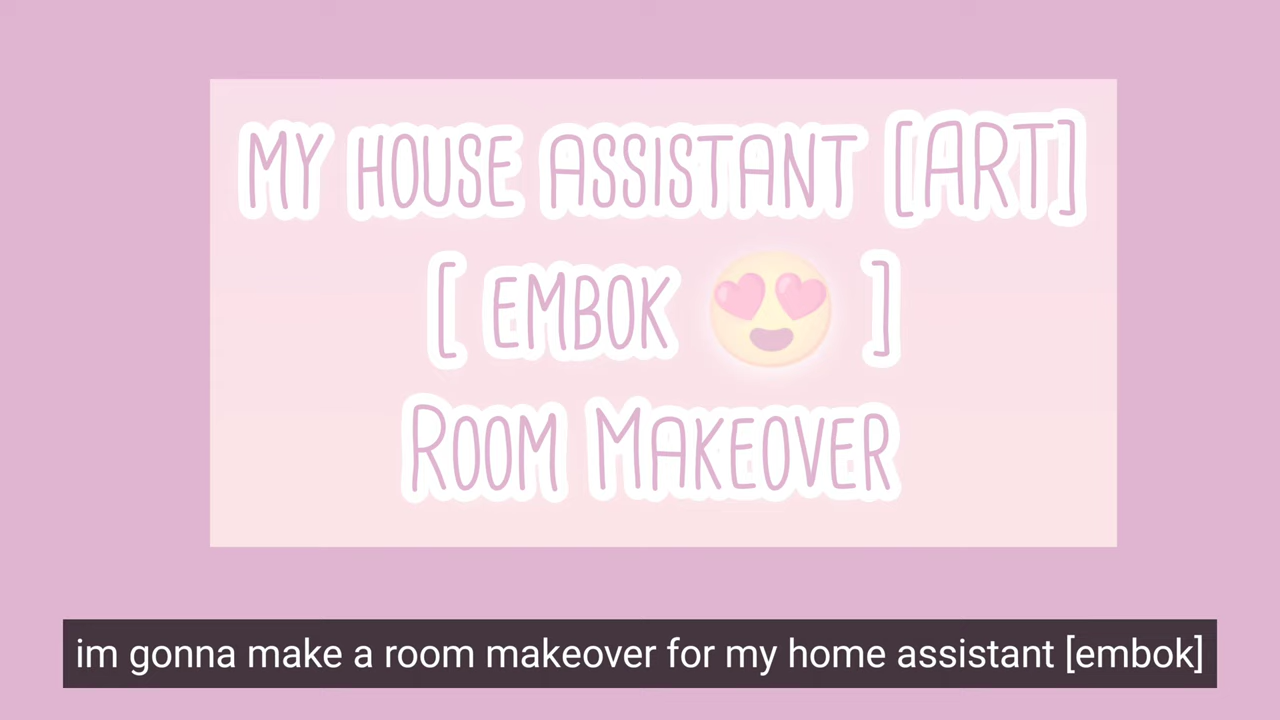 MY HOUSE ASSISTANT [ART]
[ EMBOK 😍 ]
ROOM MAKEOVER
im gonna make a room makeover for my home assistant [embok]